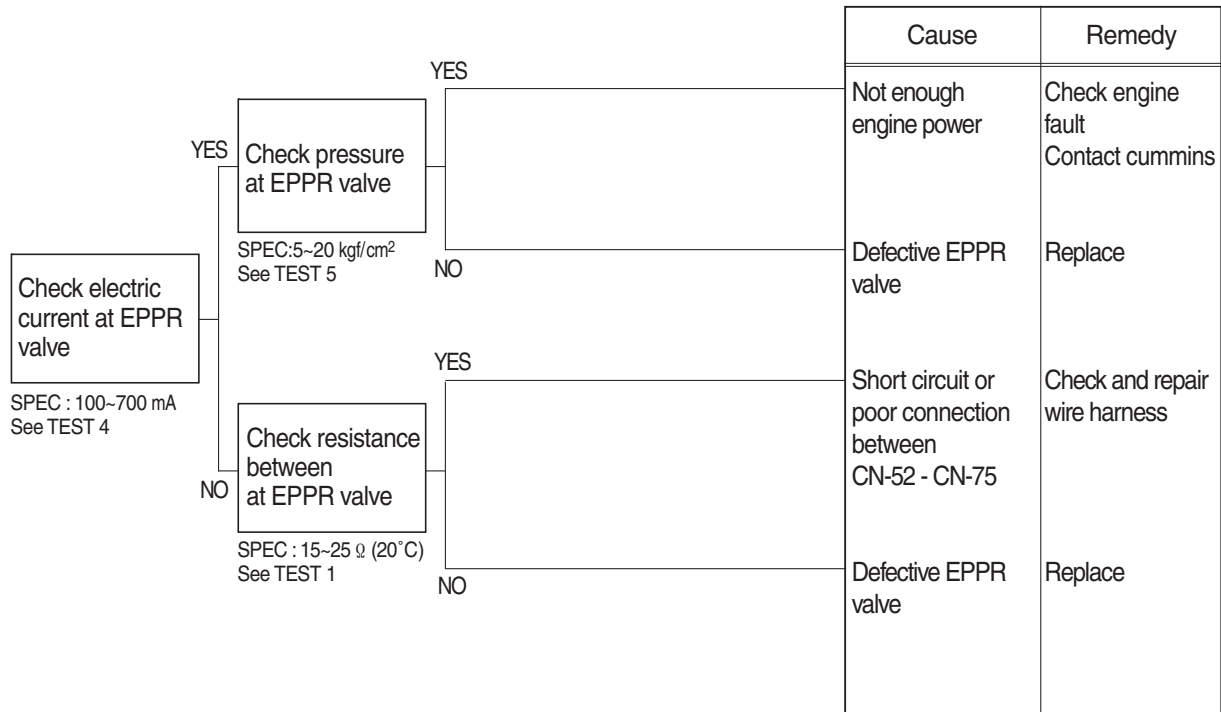 Cause
Remedy
YES
Not enough
engine power
Check engine
fault
Contact cummins
YES
Check pressure
at EPPR valve
SPEC:5~20 kgf/cm²
See TEST 5
NO
Defective EPPR
valve
Replace
Check electric
current at EPPR
valve
SPEC : 100~700 mA
See TEST 4
YES
Short circuit or
poor connection
between
CN-52 - CN-75
Check and repair
wire harness
NO
Check resistance
between
at EPPR valve
SPEC : 15~25 Ω (20˚C)
See TEST 1
NO
Defective EPPR
valve
Replace